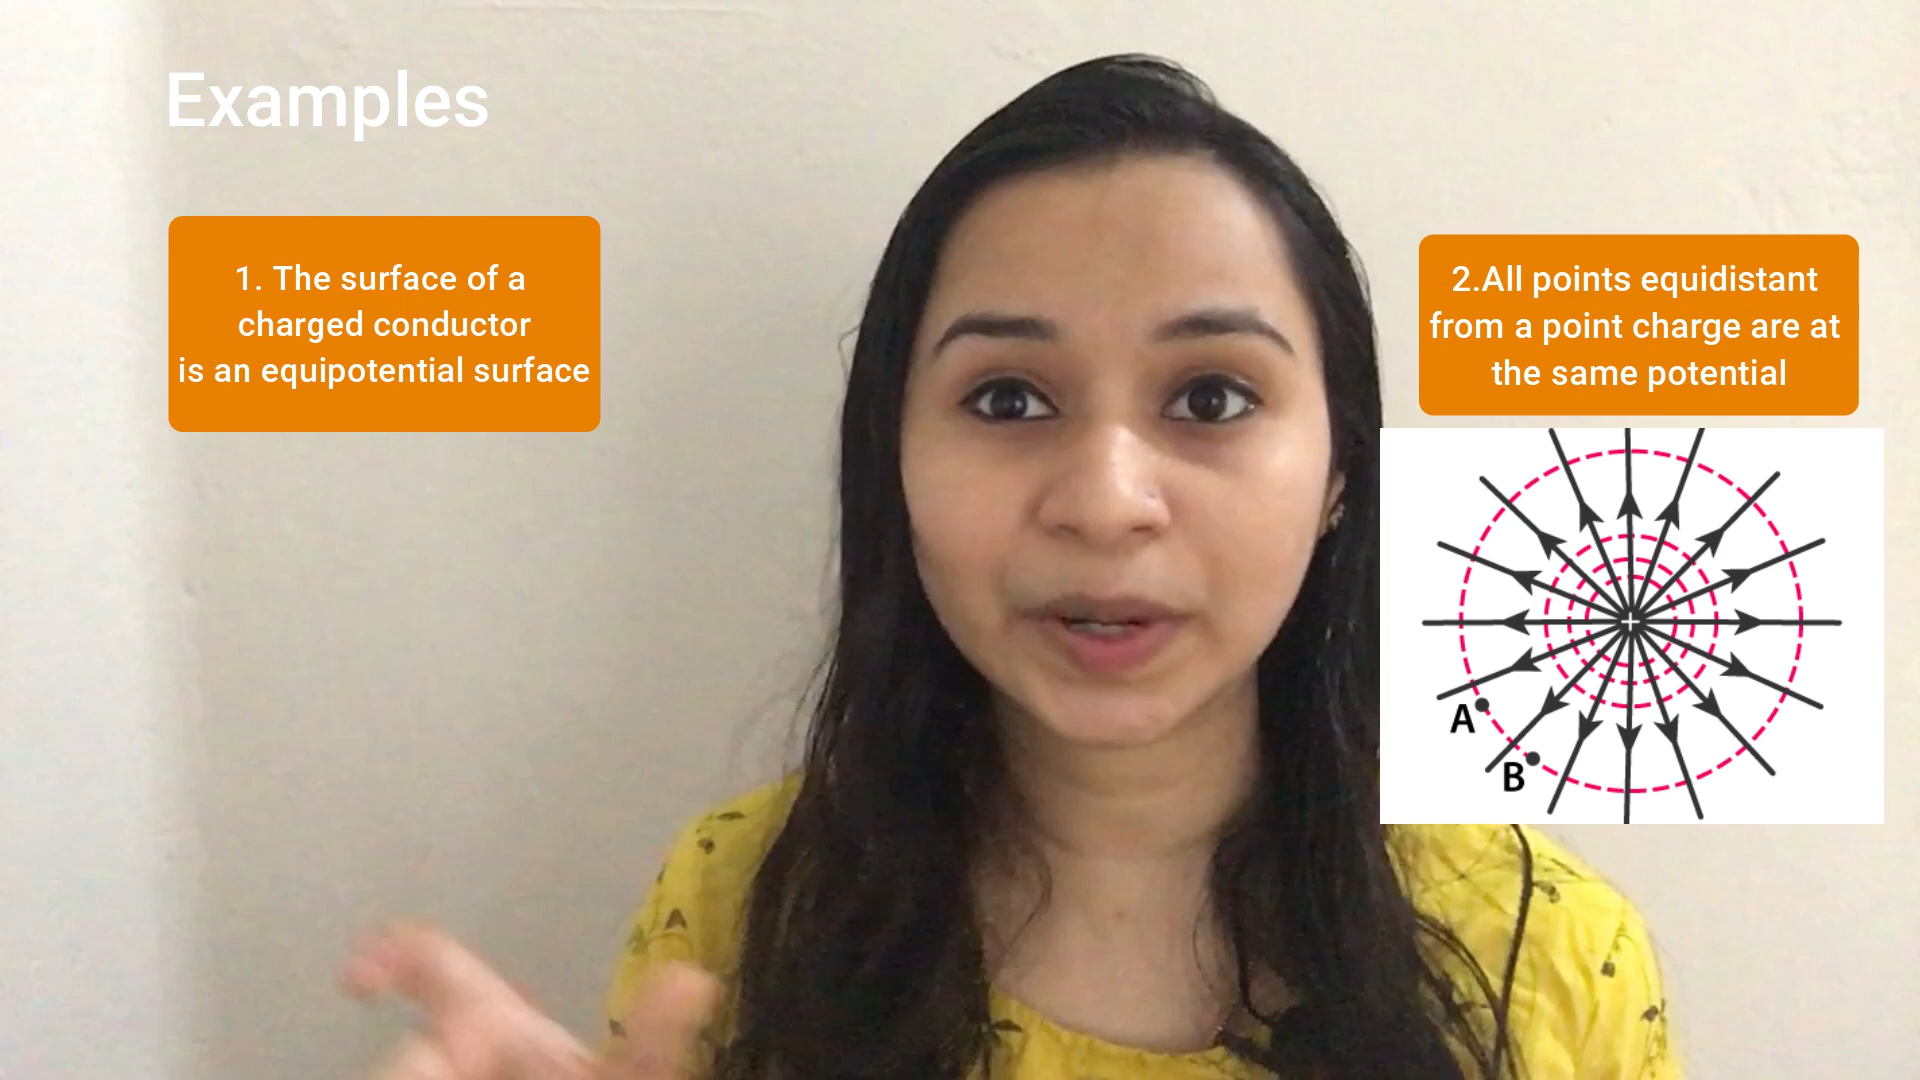 Examples
1. The surface of a
charged conductor
is an equipotential surface
2.All points equidistant
from a point charge are at
the same potential
+
A
B